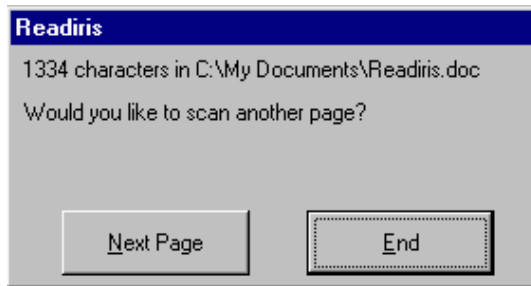 Readiris
1334 characters in C:\My Documents\Readiris.doc
Would you like to scan another page?
Next Page
End